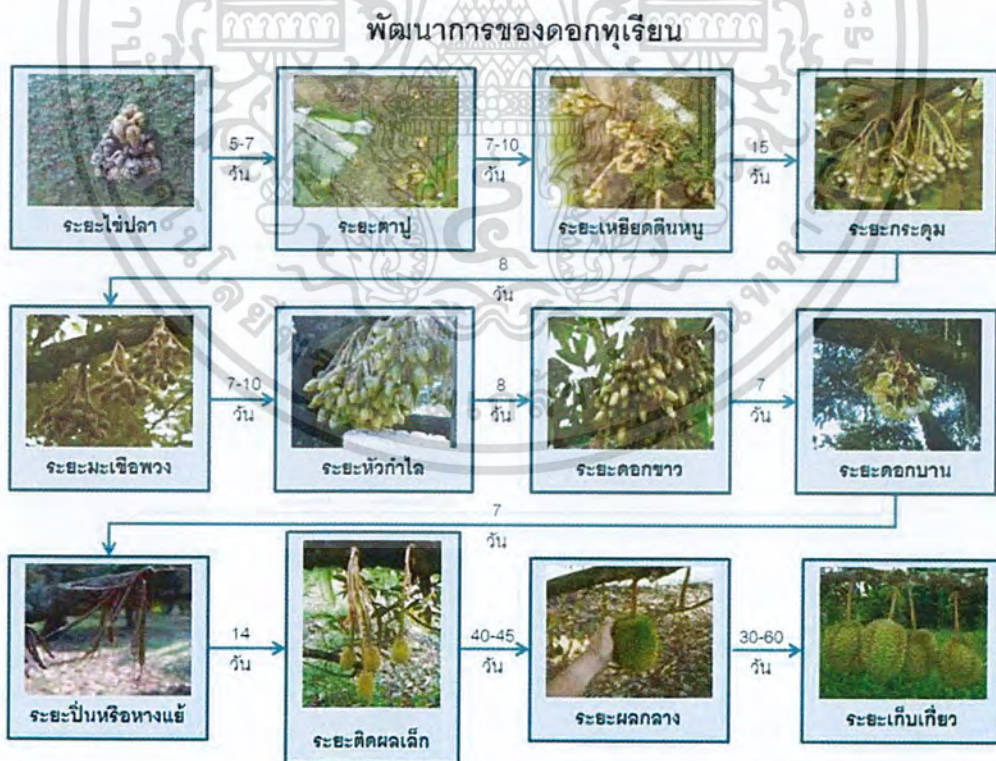 พัฒนาการของดอกทุเรียน
ระยะไข่ปลา
5-7
วัน
ระยะตาปู
7-10
วัน
ระยะเหยียดตีนหนู
15
วัน
ระยะกระดุม
8
วัน
ระยะมะเขือพวง
7-10
วัน
ระยะหัวกำไล
8
วัน
ระยะดอกขาว
7
วัน
ระยะดอกบาน
7
วัน
ระยะปิ่นหรือหางแย้
14
วัน
ระยะติดผลเล็ก
40-45
วัน
ระยะผลกลาง
30-60
วัน
ระยะเก็บเกี่ยว